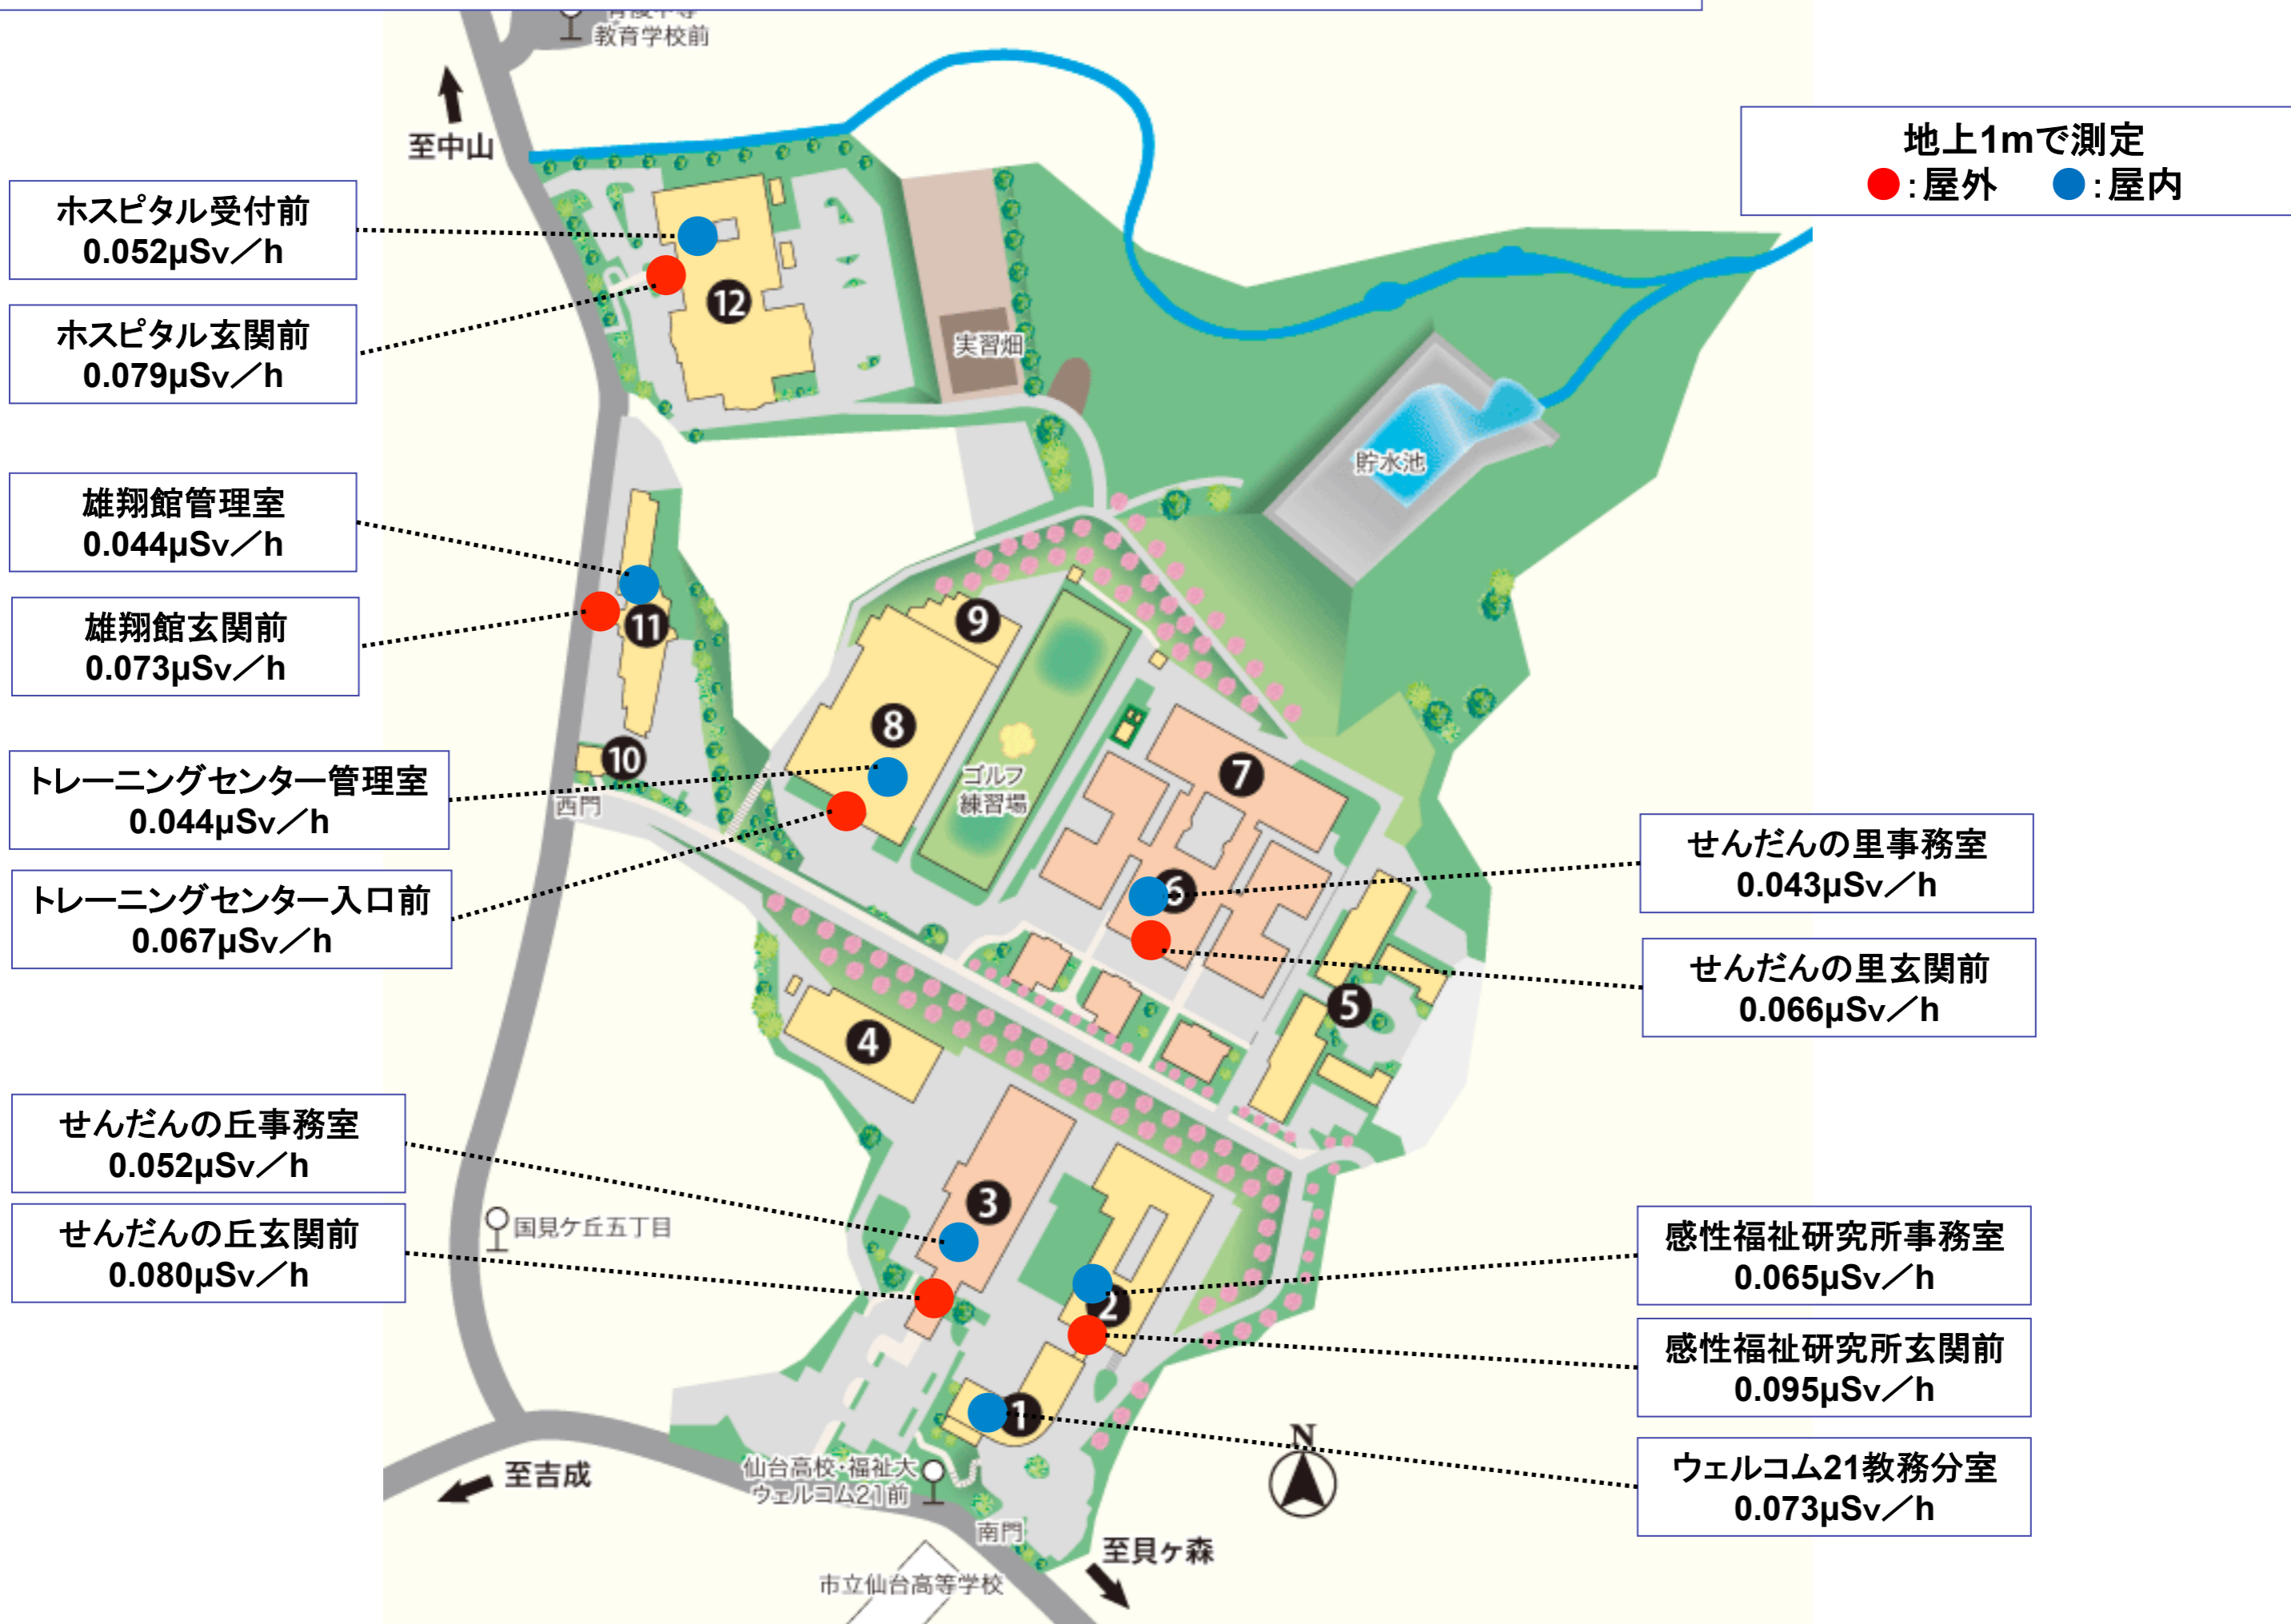 教育学校前
至中山
地上1mで測定
●:屋外 ●:屋内
ホスピタル受付前
0.052μSv／h
ホスピタル玄関前
0.079μSv／h
12
実習畑
貯水池
雄翔館管理室
0.044μSv／h
雄翔館玄関前
0.073μSv／h
11
9
8
10
西門
ゴルフ
練習場
7
トレーニングセンター管理室
0.044μSv／h
トレーニングセンター入口前
0.067μSv／h
6
せんだんの里事務室
0.043μSv／h
せんだんの里玄関前
0.066μSv／h
5
4
せんだんの丘事務室
0.052μSv／h
せんだんの丘玄関前
0.080μSv／h
国見ケ丘五丁目
3
2
感性福祉研究所事務室
0.065μSv／h
感性福祉研究所玄関前
0.095μSv／h
1
ウェルコム21教務分室
0.073μSv／h
N
至吉成
仙台高校・福祉大
ウェルコム21前
南門
至貝ヶ森
市立仙台高等学校